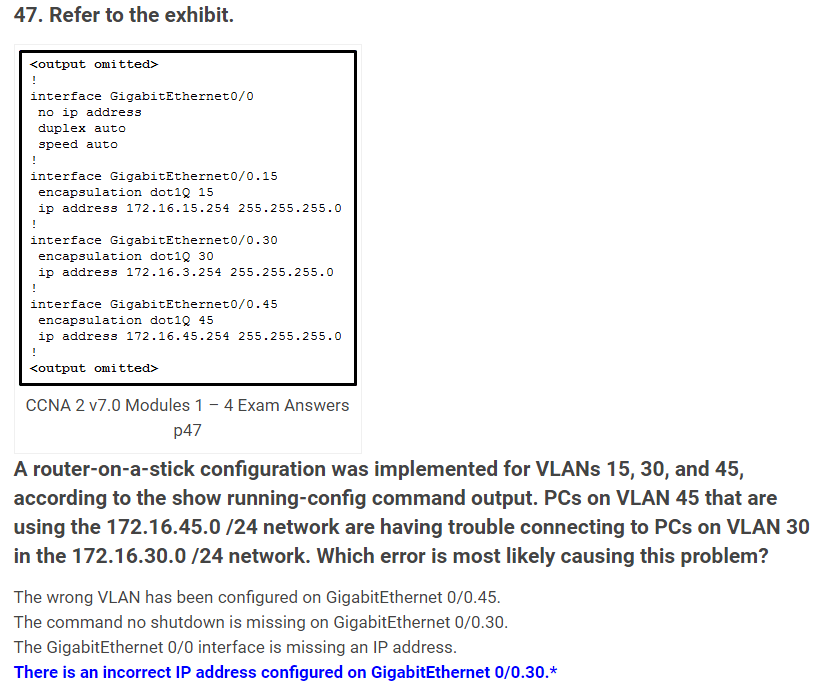 47. Refer to the exhibit.
<output omitted>
!
interface GigabitEthernet0/0
no ip address
duplex auto
speed auto
!
interface GigabitEthernet0/0.15
encapsulation dot1Q 15
ip address 172.16.15.254 255.255.255.0
!
interface GigabitEthernet0/0.30
encapsulation dot1Q 30
ip address 172.16.3.254 255.255.255.0
!
interface GigabitEthernet0/0.45
encapsulation dot1Q 45
ip address 172.16.45.254 255.255.255.0
!
<output omitted>
CCNA 2 v7.0 Modules 1 – 4 Exam Answers
p47
A router-on-a-stick configuration was implemented for VLANs 15, 30, and 45,
according to the show running-config command output. PCs on VLAN 45 that are
using the 172.16.45.0 /24 network are having trouble connecting to PCs on VLAN 30
in the 172.16.30.0 /24 network. Which error is most likely causing this problem?
The wrong VLAN has been configured on GigabitEthernet 0/0.45.
The command no shutdown is missing on GigabitEthernet 0/0.30.
The GigabitEthernet 0/0 interface is missing an IP address.
There is an incorrect IP address configured on GigabitEthernet 0/0.30.*